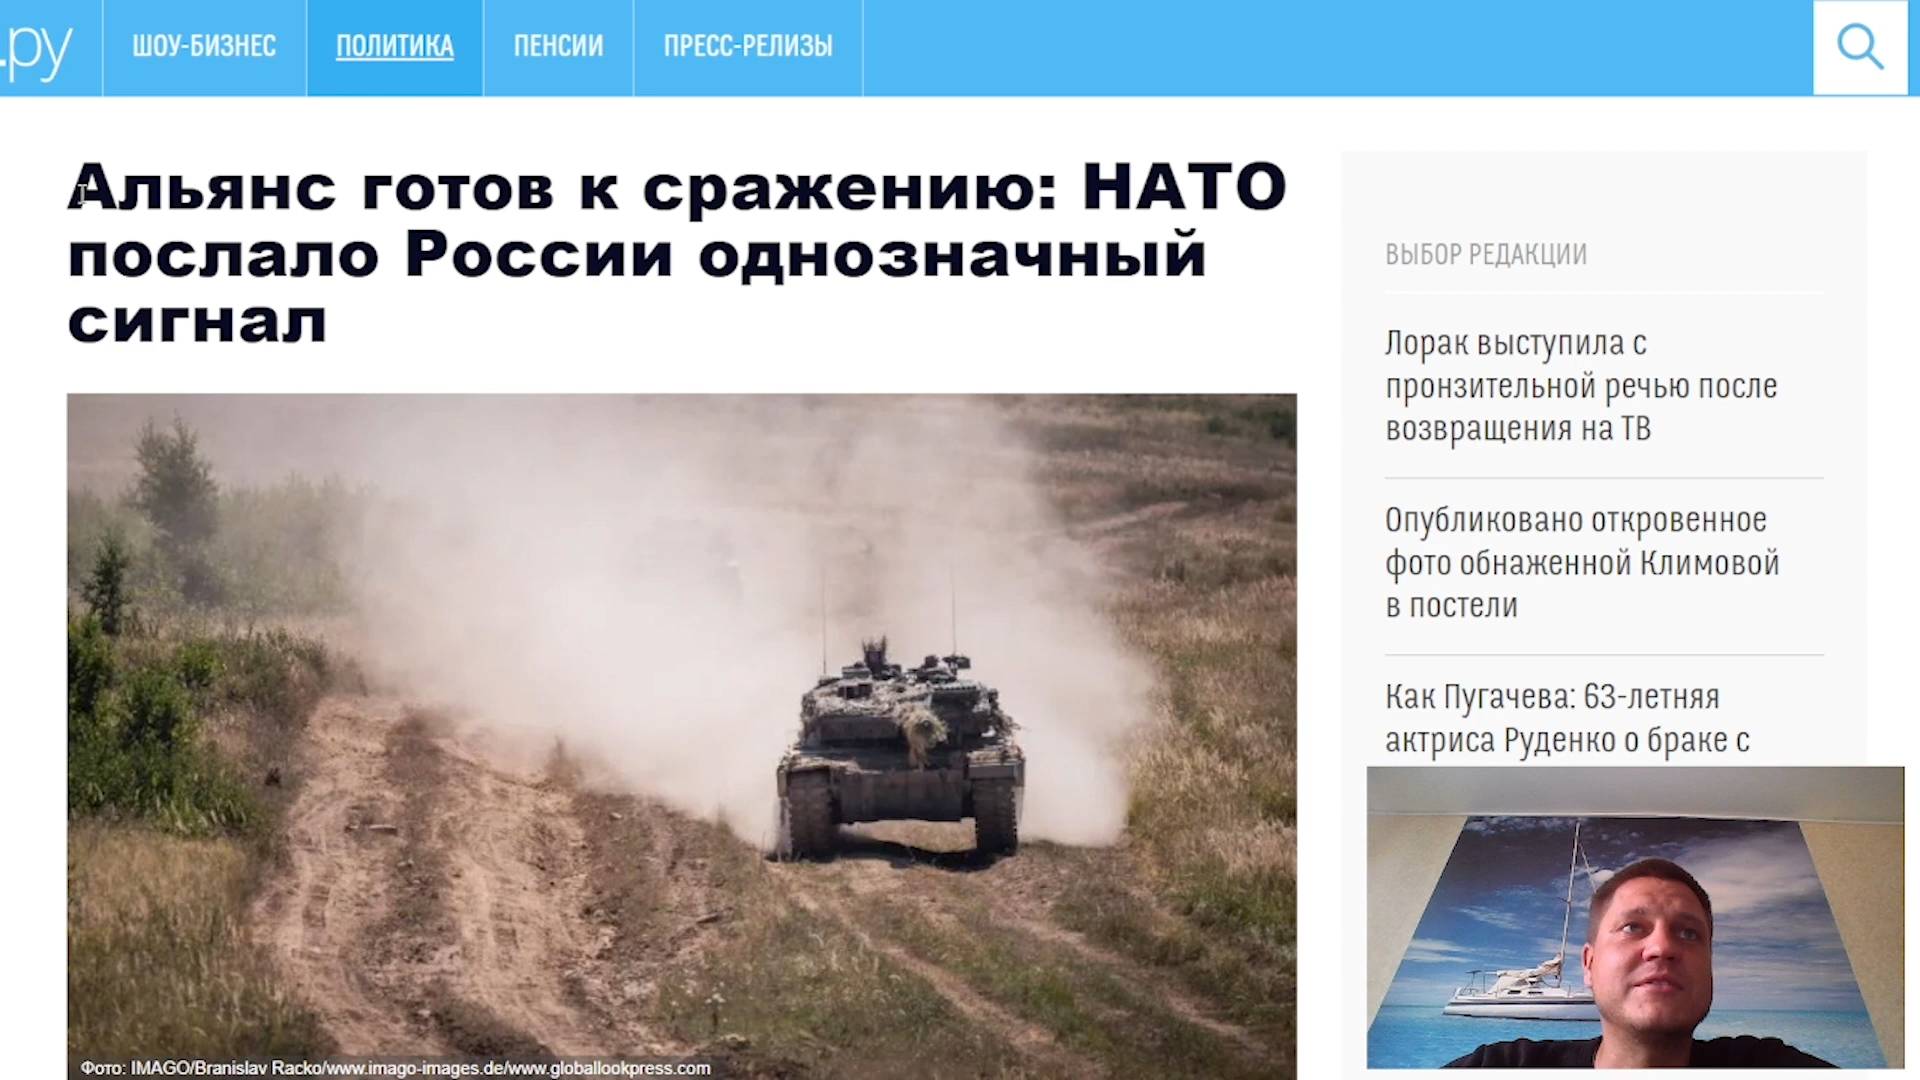 .ру
ШОУ-БИЗНЕС
ПОЛИТИКА
ПЕНСИИ
ПРЕСС-РЕЛИЗЫ
Альянс готов к сражению: НАТО
послало России однозначный
сигнал
Фото: IMAGO/Branislav Racko/www.imago-images.de/www.globallookpress.com
ВЫБОР РЕДАКЦИИ
Лорак выступила с
пронзительной речью после
возвращения на ТВ
Опубликовано откровенное
фото обнаженной Климовой
в постели
Как Пугачева: 63-летняя
актриса Руденко о браке с